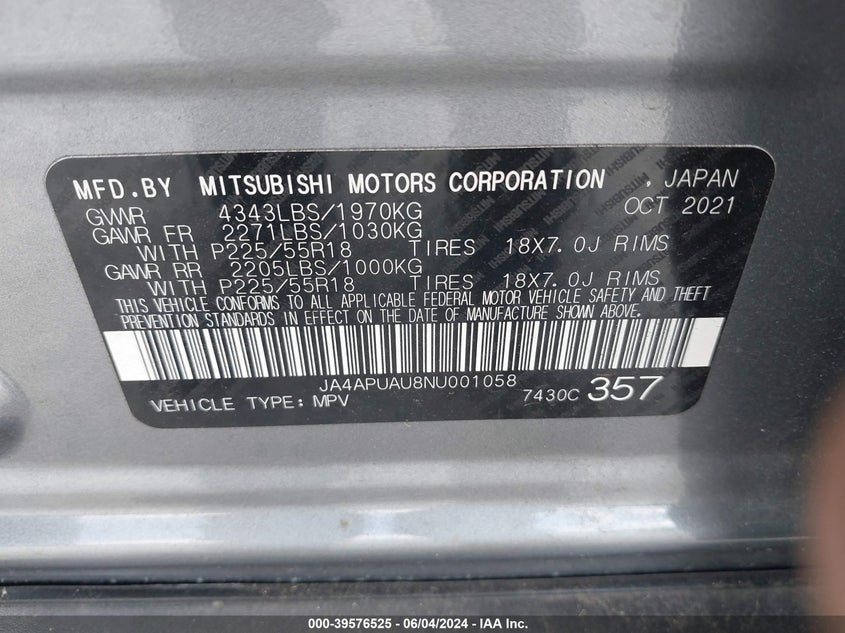 MFD.BY MITSUBISHI MOTORS CORPORATION , JAPAN
GVWR 4343LBS/1970KG OCT 2021
GAWR FR 2271LBS/1030KG
WITH P225/55R18 TIRES 18X7.0J RIMS
GAWR RR 2205LBS/1000KG
WITH P225/55R18 TIRES 18X7.0J RIMS
THIS VEHICLE CONFORMS TO ALL APPLICABLE FEDERAL MOTOR VEHICLE SAFETY AND THEFT
PREVENTION STANDARDS IN EFFECT ON THE DATE OF MANUFACTURE SHOWN ABOVE.
JA4APUAU8NU001058
VEHICLE TYPE: MPV 7430C 357
000-39576525 - 06/04/2024 - © IAA, Inc.